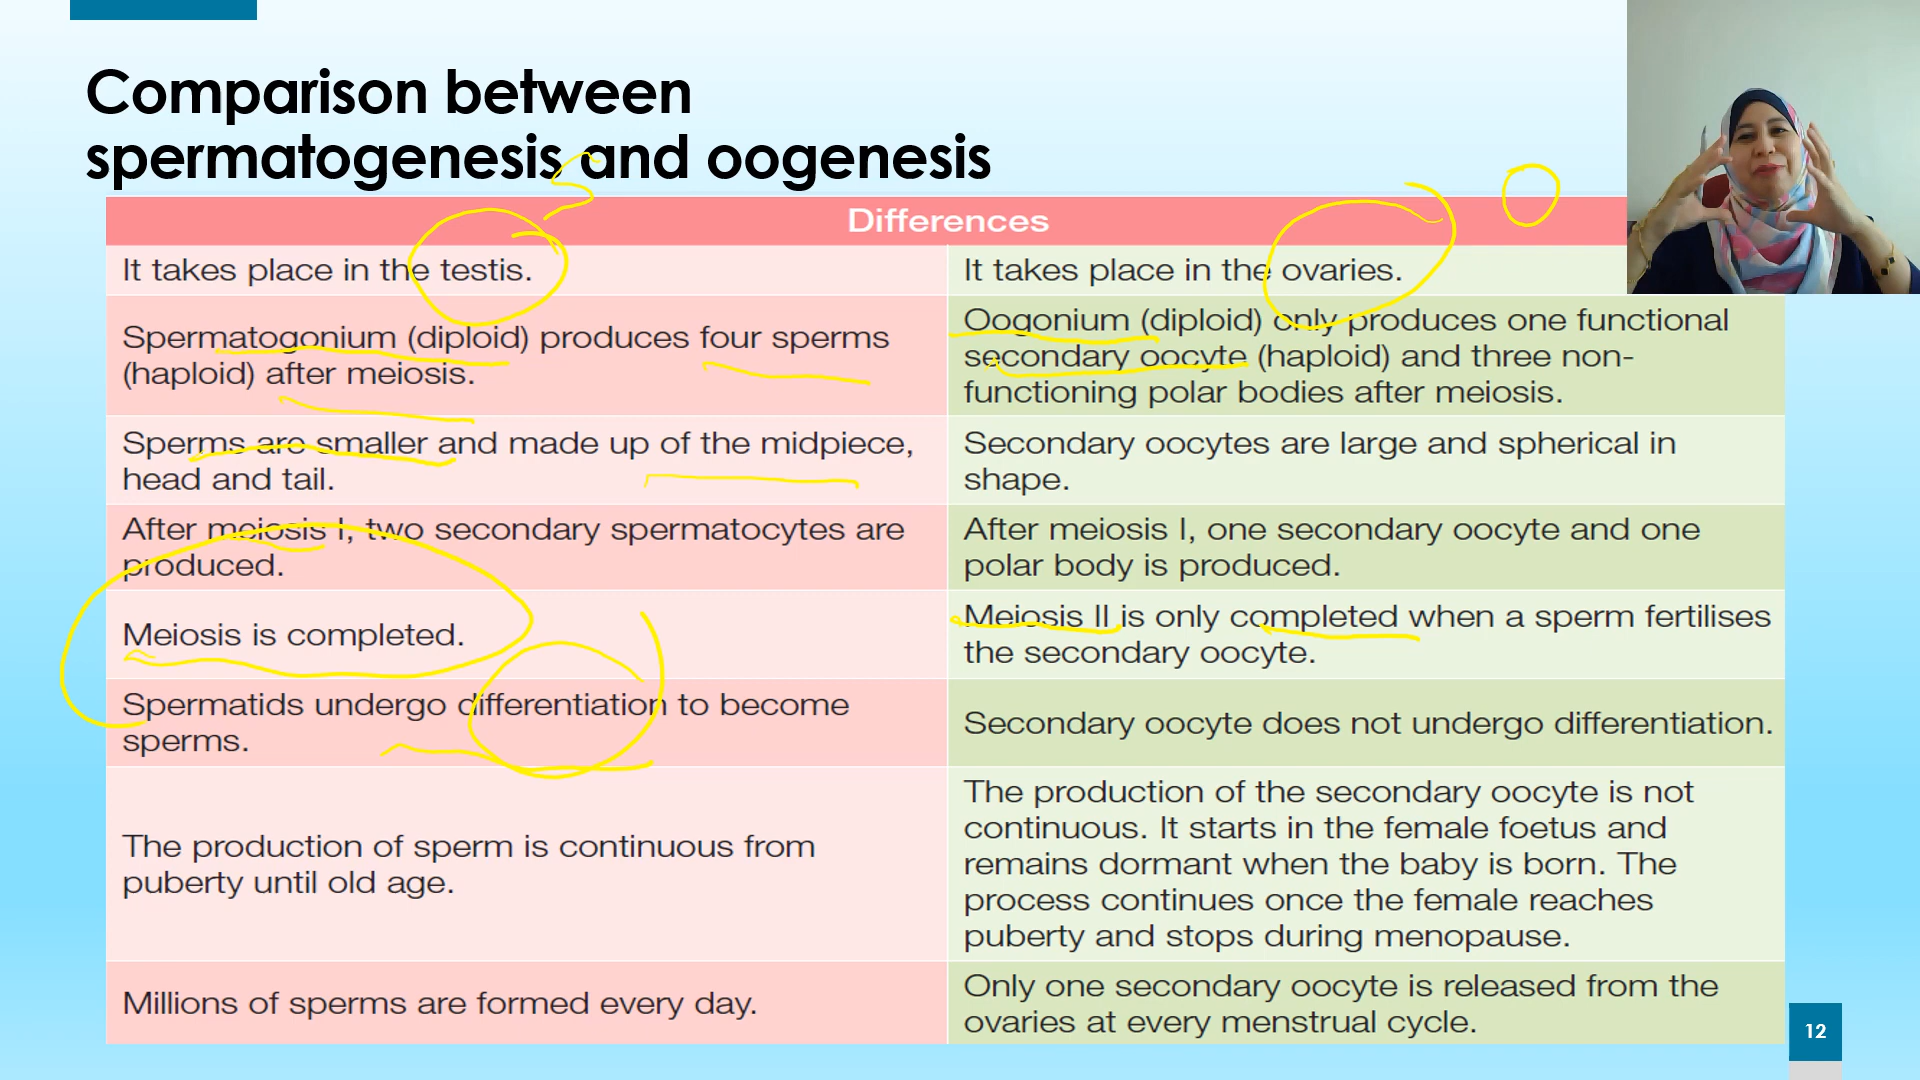 Comparison between
spermatogenesis and oogenesis
Differences
It takes place in the testis.
It takes place in the ovaries.
Spermatogonium (diploid) produces four sperms
(haploid) after meiosis.
Oogonium (diploid) only produces one functional
secondary oocyte (haploid) and three non-
functioning polar bodies after meiosis.
Sperms are smaller and made up of the midpiece,
head and tail.
Secondary oocytes are large and spherical in
shape.
After meiosis I, two secondary spermatocytes are
produced.
After meiosis I, one secondary oocyte and one
polar body is produced.
Meiosis is completed.
Meiosis II is only completed when a sperm fertilises
the secondary oocyte.
Spermatids undergo differentiation to become
sperms.
Secondary oocyte does not undergo differentiation.
The production of sperm is continuous from
puberty until old age.
The production of the secondary oocyte is not
continuous. It starts in the female foetus and
remains dormant when the baby is born. The
process continues once the female reaches
puberty and stops during menopause.
Millions of sperms are formed every day.
Only one secondary oocyte is released from the
ovaries at every menstrual cycle.
12